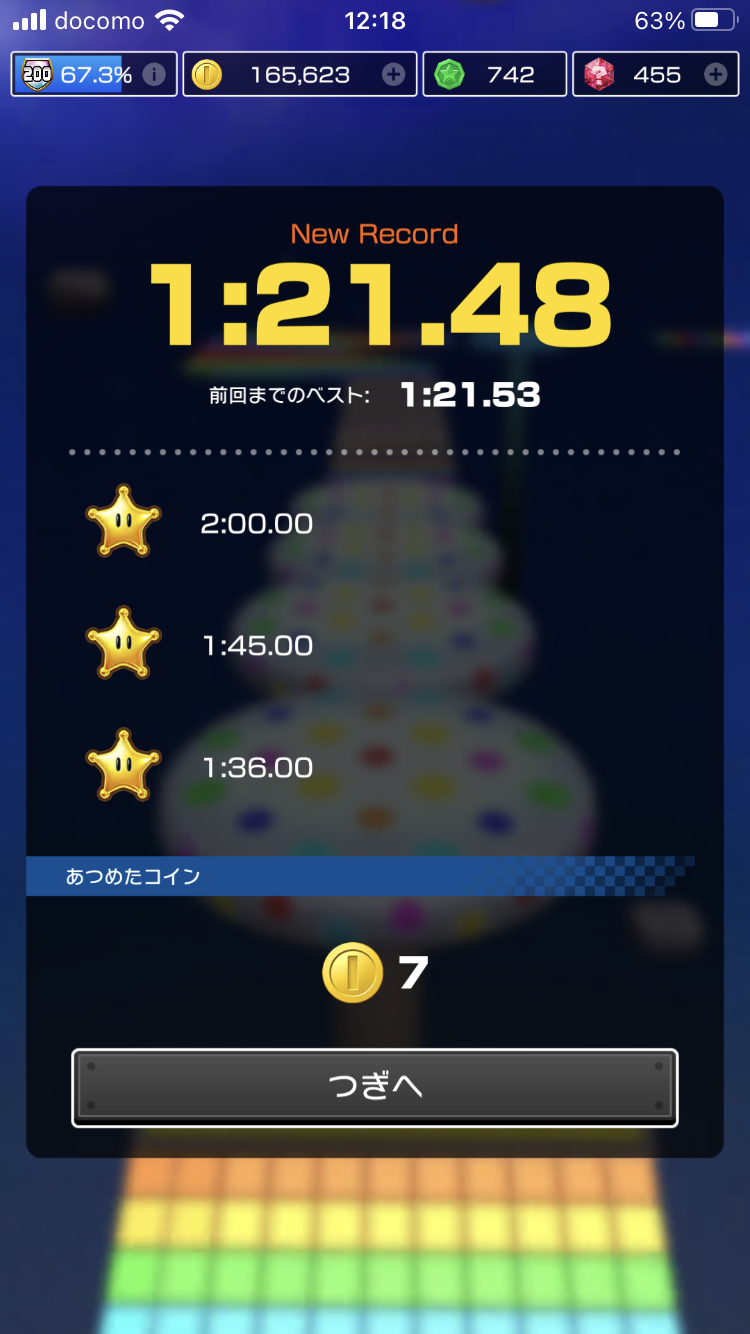 docomo 12:18 63%
200 67.3% i 165,623 + 742 ? 455 +
New Record
1:21.48
前回までのベスト: 1:21.53
2:00.00
1:45.00
1:36.00
あつめたコイン
7
つぎへ